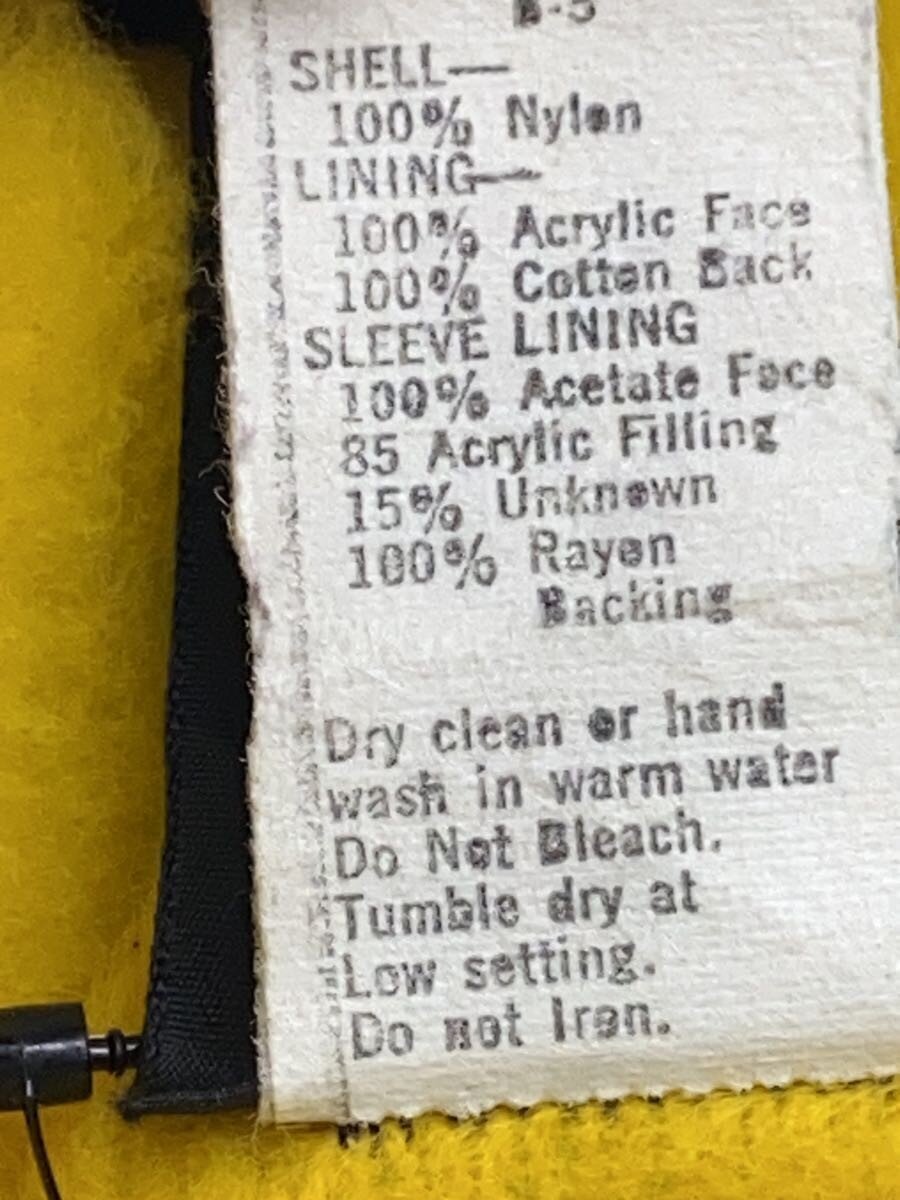 SHELL—
100% Nylon
LINING—
100% Acrylic Face
100% Cotton Back
SLEEVE LINING
100% Acetate Face
85 Acrylic Filling
15% Unknown
100% Rayon
Backing
Dry clean or hand
wash in warm water
Do Not Bleach.
Tumble dry at
Low setting.
Do not Iron.